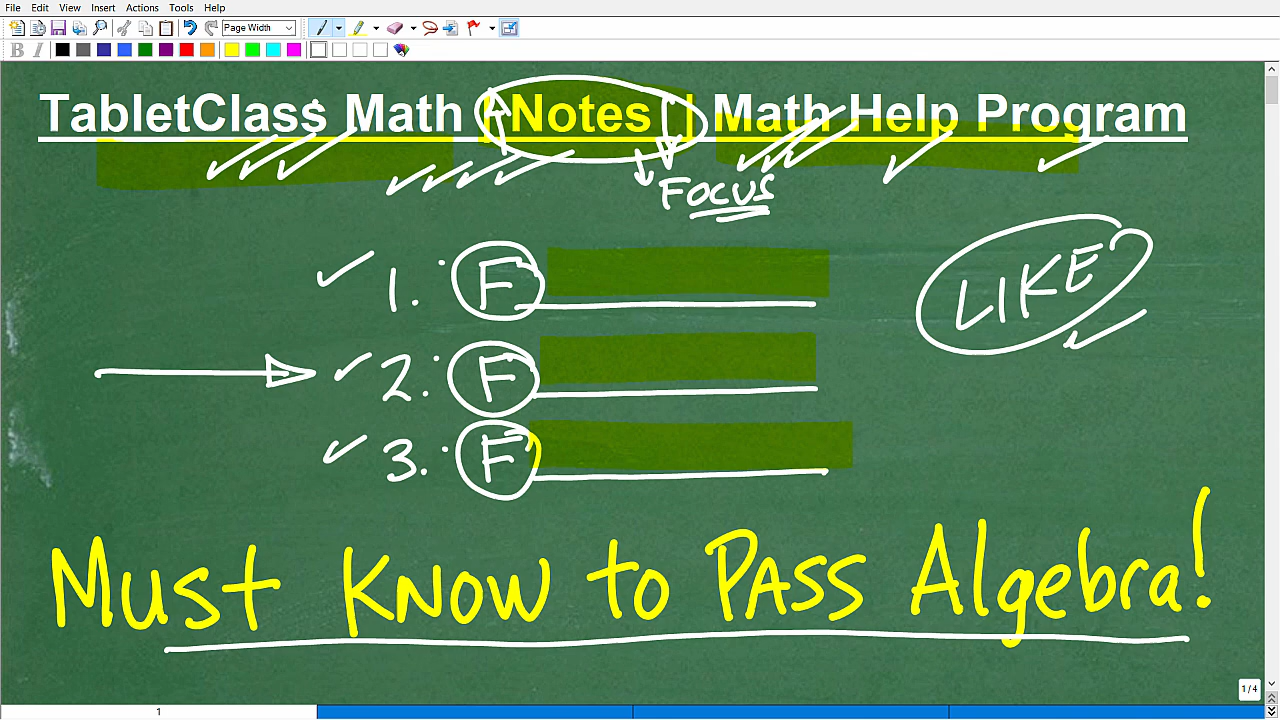 File Edit View Insert Actions Tools Help
Page Width
B I
TabletClass Math | Notes | Math Help Program
FOCUS
1. F
LIKE
2. F
3. F
Must Know to PASS Algebra!
1/4
1